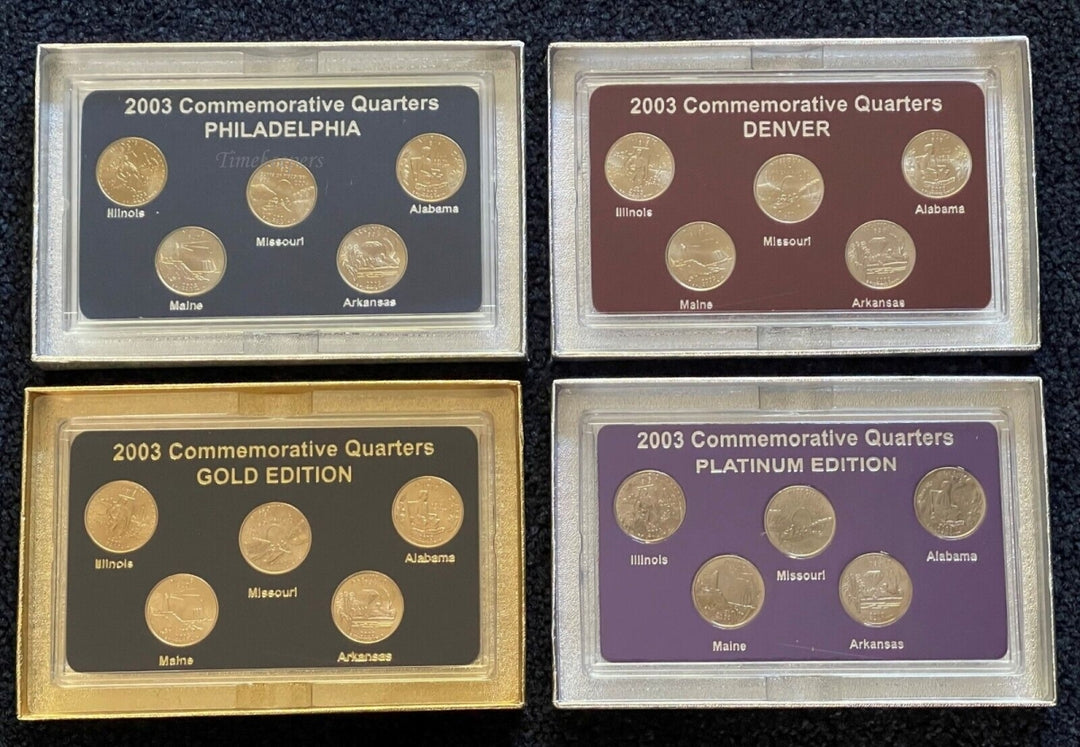 2003 Commemorative Quarters
PHILADELPHIA
Timekeepers
Illinois
Missouri
Alabama
Maine
Arkansas
2003 Commemorative Quarters
DENVER
Illinois
Missouri
Alabama
Maine
Arkansas
2003 Commemorative Quarters
GOLD EDITION
Illinois
Missouri
Alabama
Maine
Arkansas
2003 Commemorative Quarters
PLATINUM EDITION
Illinois
Missouri
Alabama
Maine
Arkansas